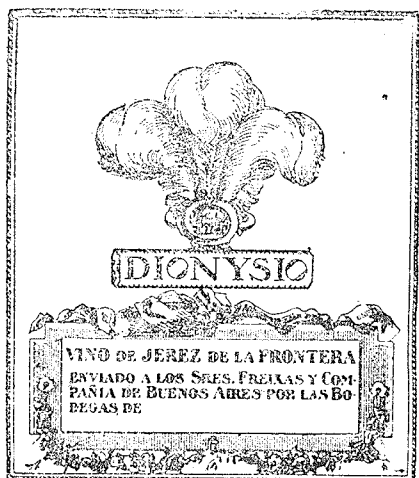 DIONYSIO
VINO DE JEREZ DE LA FRONTERA
ENVIADO A LOS SRES. FREIXAS Y COM-
PAÑIA DE BUENOS AIRES POR LAS BO-
DEGAS DE